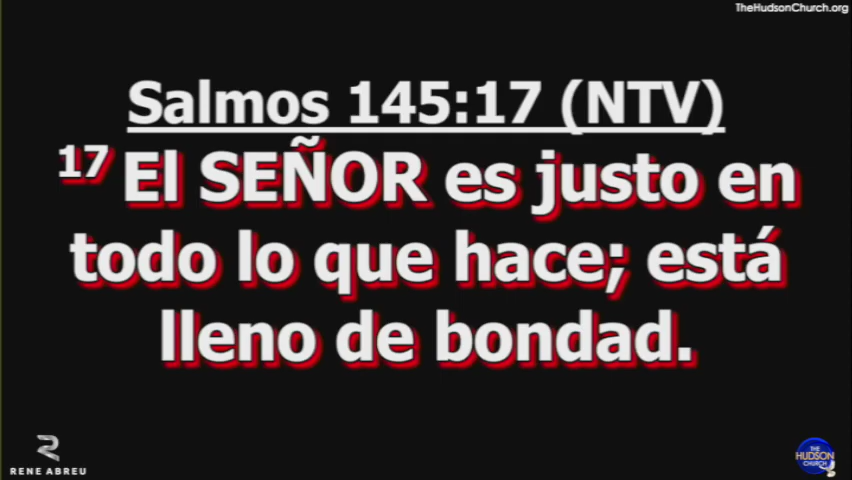 TheHudsonChurch.org
Salmos 145:17 (NTV)
17 El SEÑOR es justo en
todo lo que hace; está
lleno de bondad.
RENE ABREU
THE
HUDSON
CHURCH